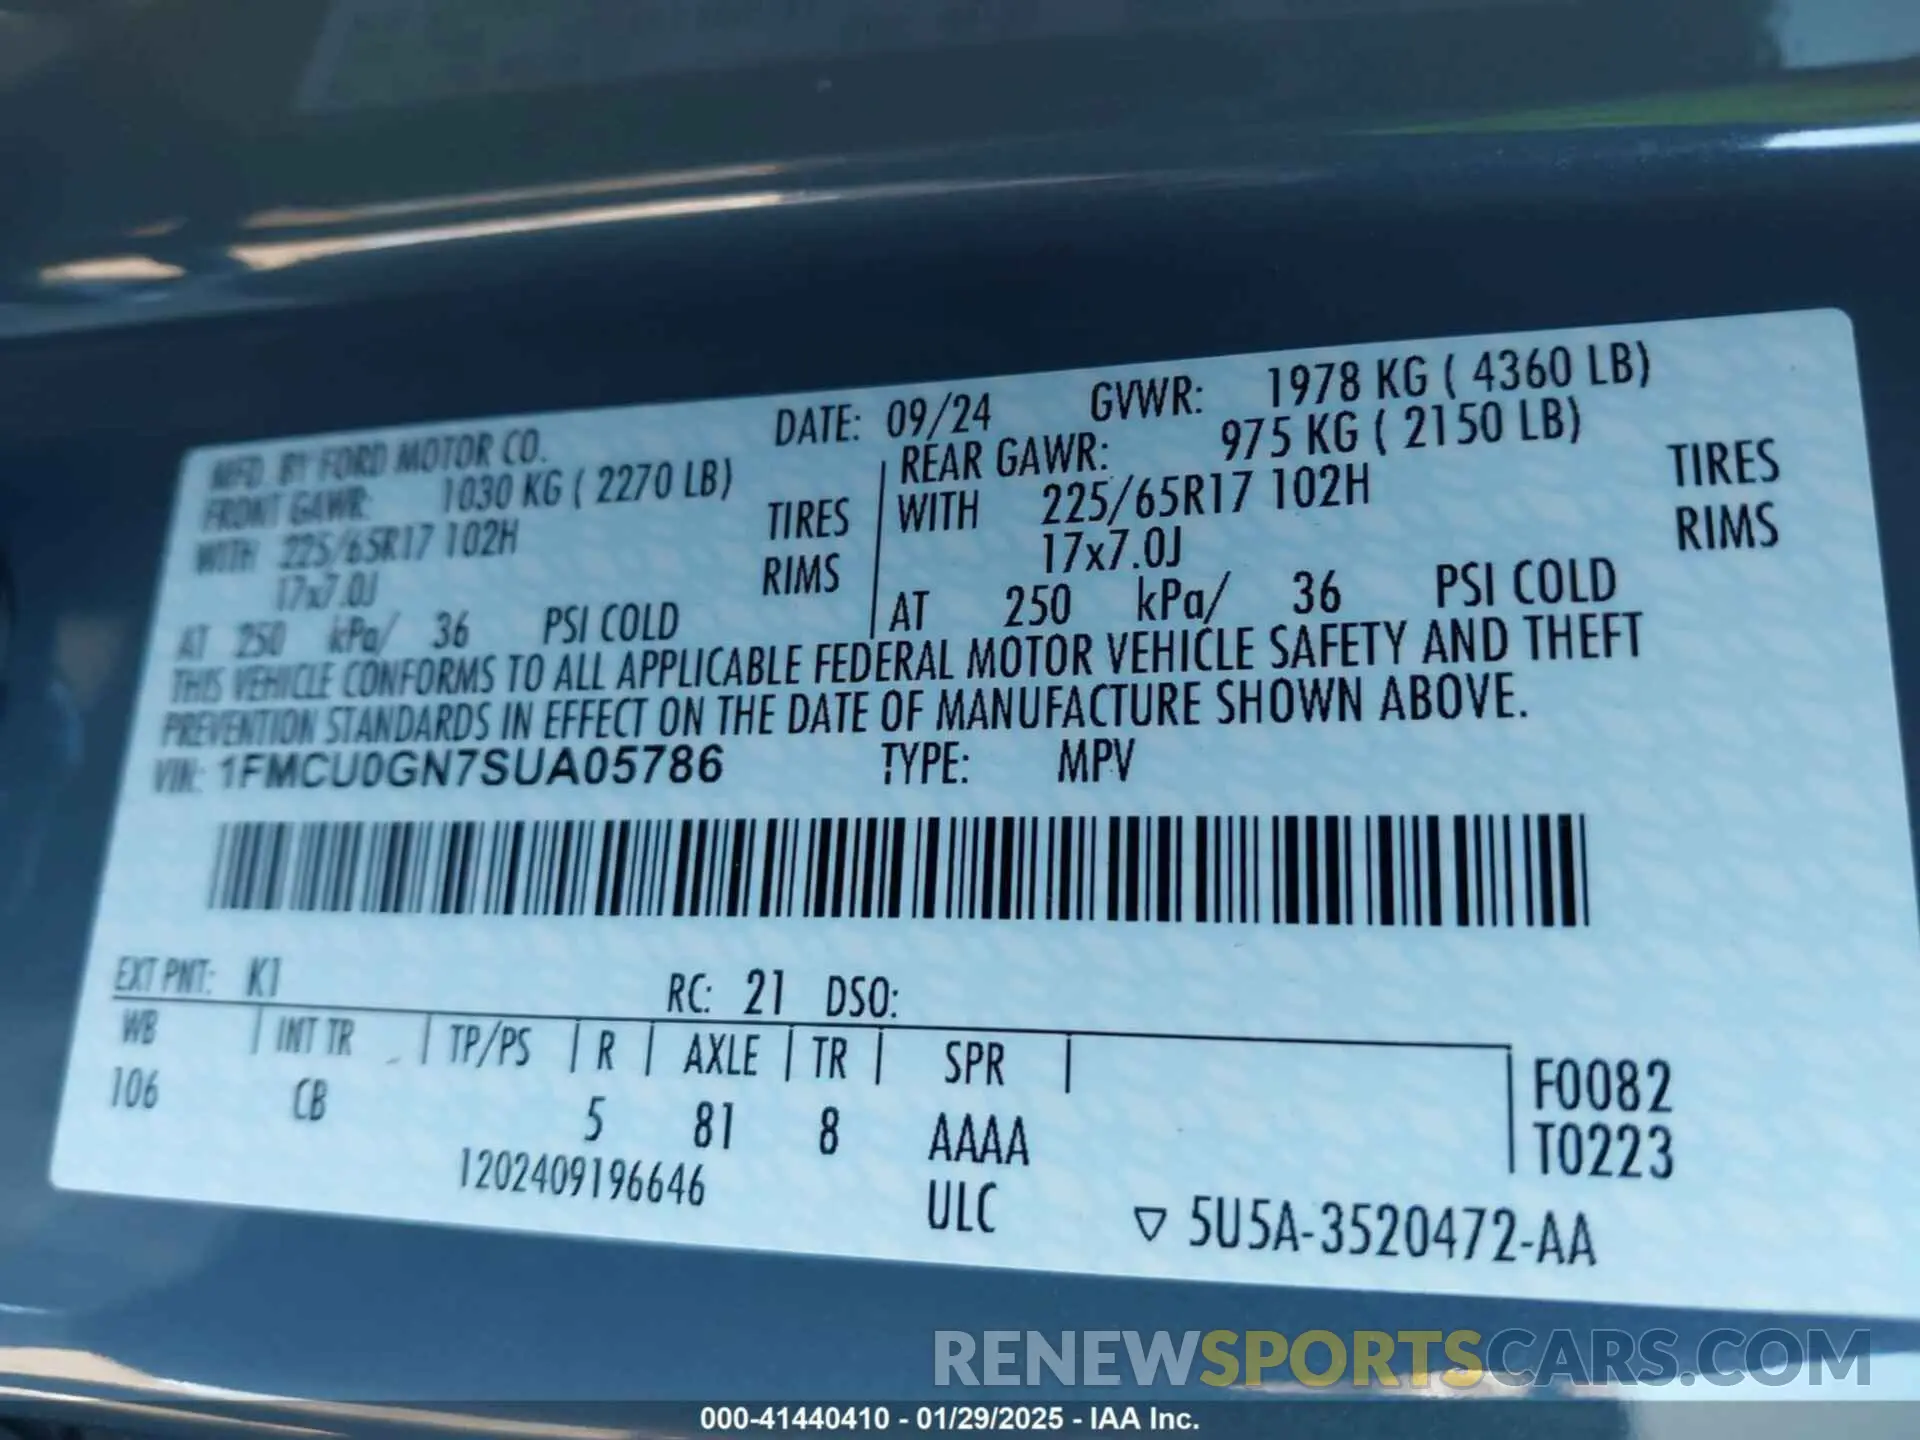 MFD. BY FORD MOTOR CO. DATE: 09/24 GVWR: 1978 KG ( 4360 LB)
FRONT GAWR: 1030 KG ( 2270 LB) REAR GAWR: 975 KG ( 2150 LB)
WITH 225/65R17 102H TIRES WITH 225/65R17 102H TIRES
17x7.0J RIMS 17x7.0J RIMS
AT 250 kPa/ 36 PSI COLD AT 250 kPa/ 36 PSI COLD
THIS VEHICLE CONFORMS TO ALL APPLICABLE FEDERAL MOTOR VEHICLE SAFETY AND THEFT
PREVENTION STANDARDS IN EFFECT ON THE DATE OF MANUFACTURE SHOWN ABOVE.
VIN: 1FMCU0GN7SUA05786 TYPE: MPV
EXT PNT: K1 RC: 21 DSO:
WB INT TR TP/PS R AXLE TR SPR
106 CB 5 81 8 AAAA
F0082
T0223
1202409196646 ULC ▽ 5U5A-3520472-AA
RENEWSPORTSCARS.COM
000-41440410 - 01/29/2025 - IAA Inc.